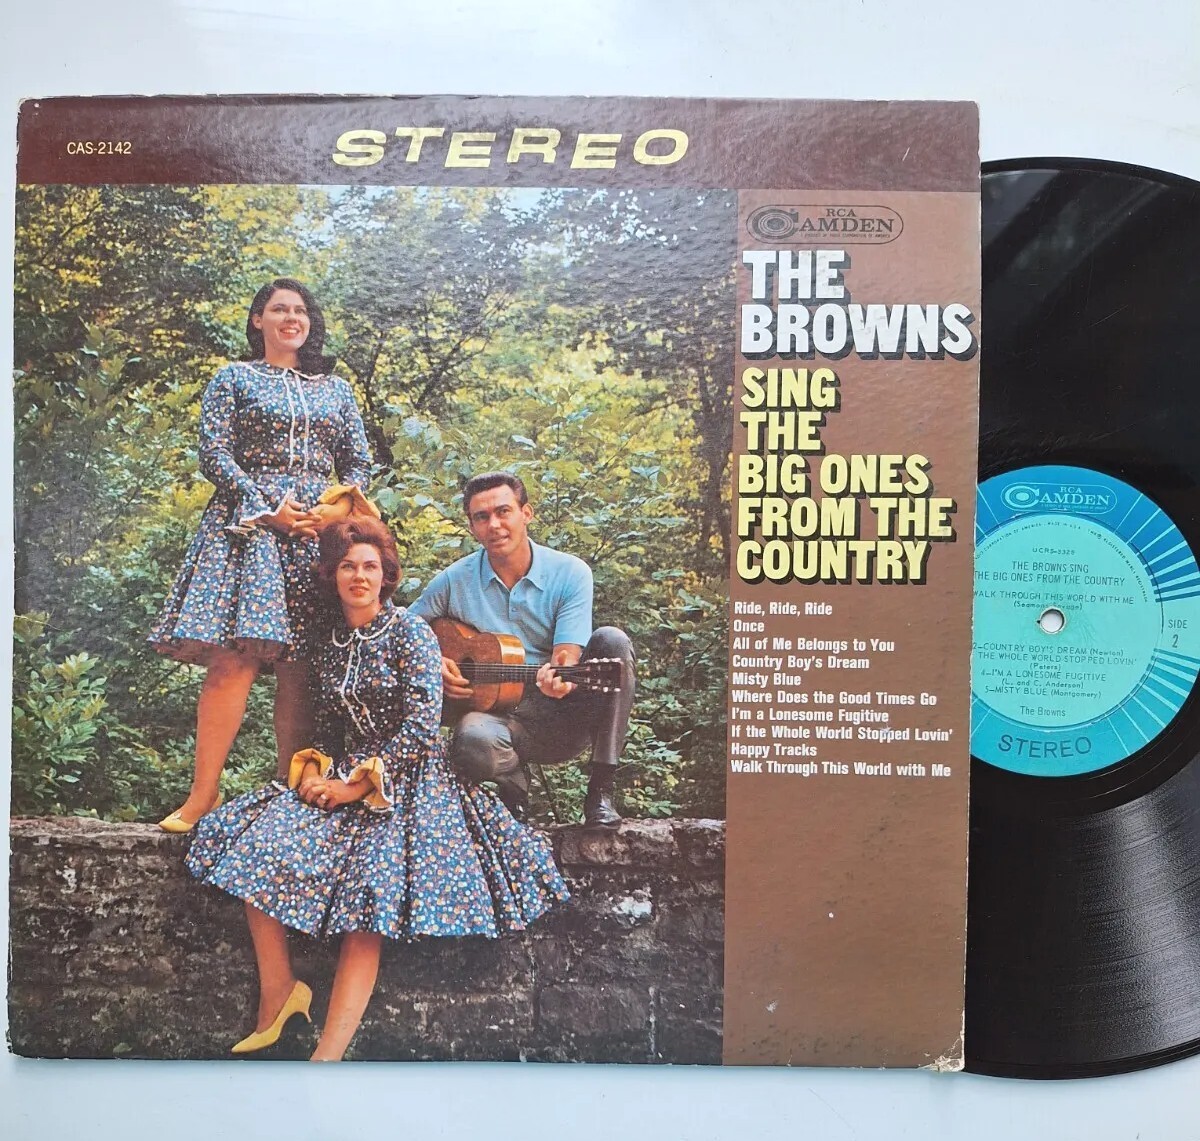 CAS-2142
STEREO
RCA
CAMDEN
THE
BROWNS
SING
THE
BIG ONES
FROM THE
COUNTRY
Ride, Ride, Ride
Once
All of Me Belongs to You
Country Boy's Dream
Misty Blue
Where Does the Good Times Go
I'm a Lonesome Fugitive
If the Whole World Stopped Lovin'
Happy Tracks
Walk Through This World with Me
RCA
CAMDEN
THE BROWNS SING
THE BIG ONES FROM THE COUNTRY
WALK THROUGH THIS WORLD WITH ME
SIDE
2
2-COUNTRY BOY'S DREAM (Newton)
THE WHOLE WORLD STOPPED LOVIN'
(Peters)
4-I'M A LONESOME FUGITIVE
(L. and C. Anderson)
5-MISTY BLUE (Montgomery)
The Browns
STEREO